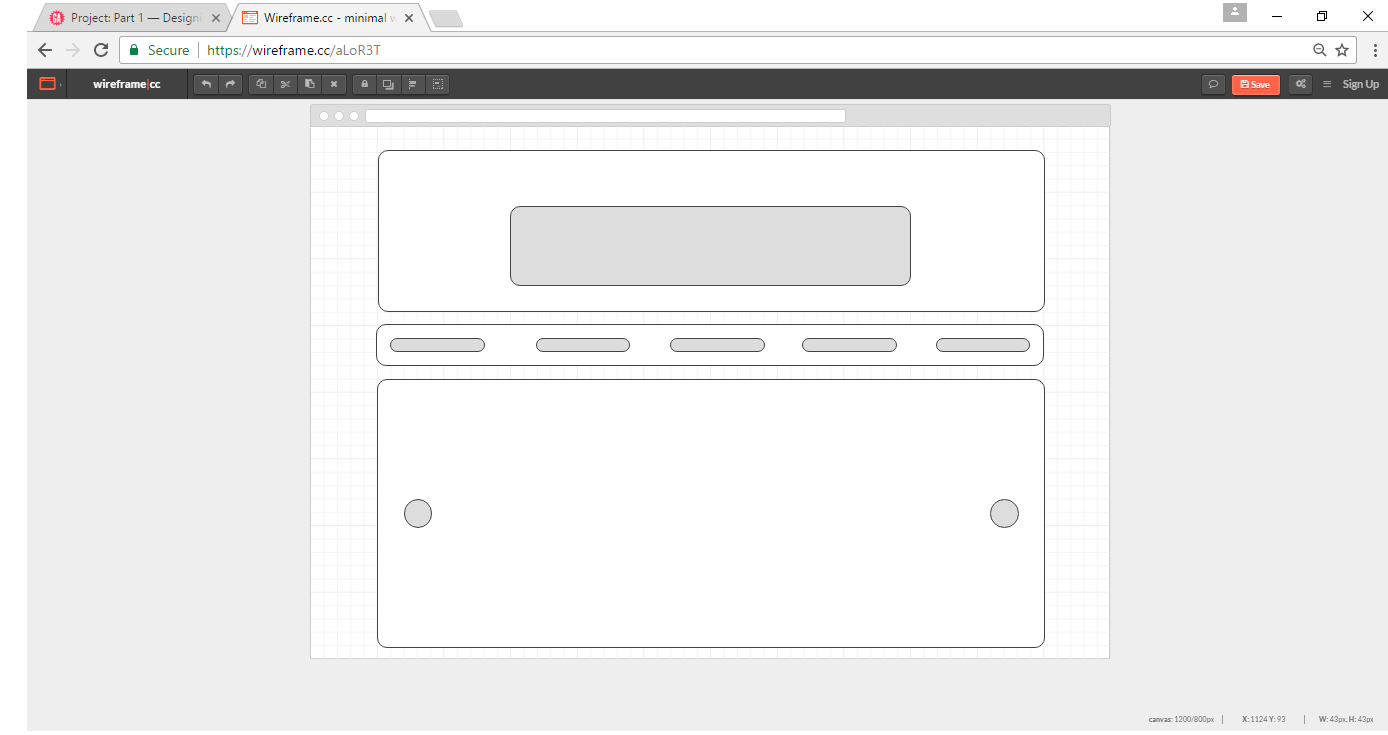 Project: Part 1 — Design
Wireframe.cc - minimal w
Secure https://wireframe.cc/aLoR3T
wireframe|cc
Save
Sign Up
canvas: 1200/800px | X: 1124 Y: 93 | W: 43px, H: 43px